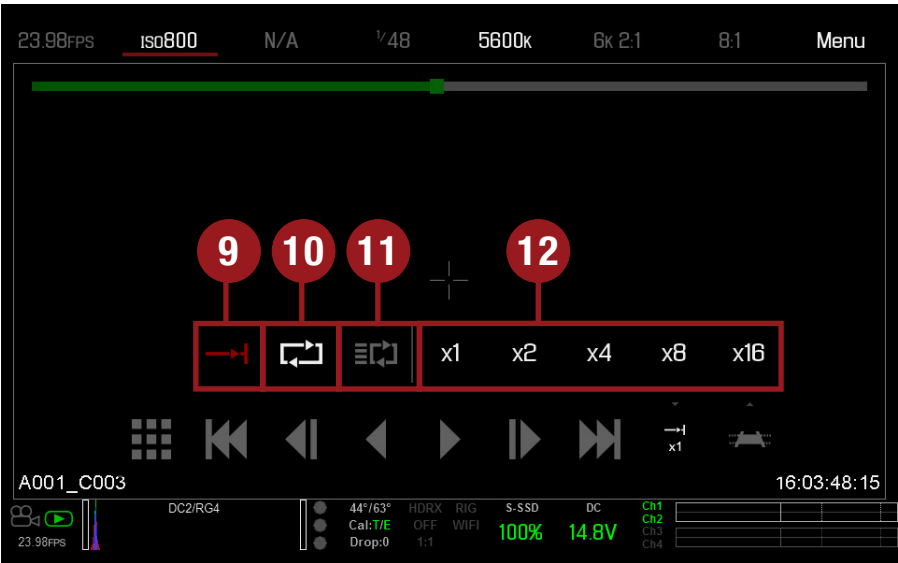 23.98FPS ISO800 N/A 1/48 5600K 6K 2:1 8:1 Menu
9 10 11 12
x1 x2 x4 x8 x16
x1
A001_C003 16:03:48:15
DC2/RG4 44°/63° HDRX RIG S-SSD DC Ch1
Cal:T/E OFF WIFI 100% 14.8V Ch2
23.98FPS Drop:0 1:1 Ch3
Ch4